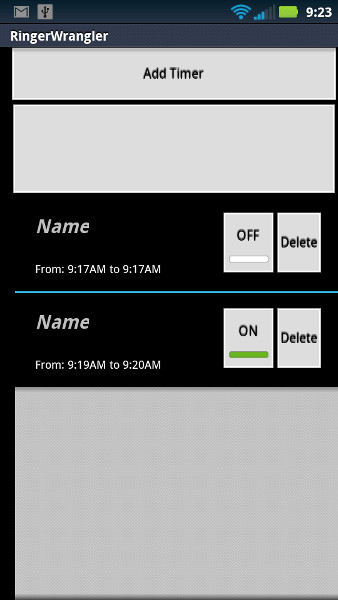 9:23
RingerWrangler
Add Timer
Name
OFF
Delete
From: 9:17AM to 9:17AM
Name
ON
Delete
From: 9:19AM to 9:20AM